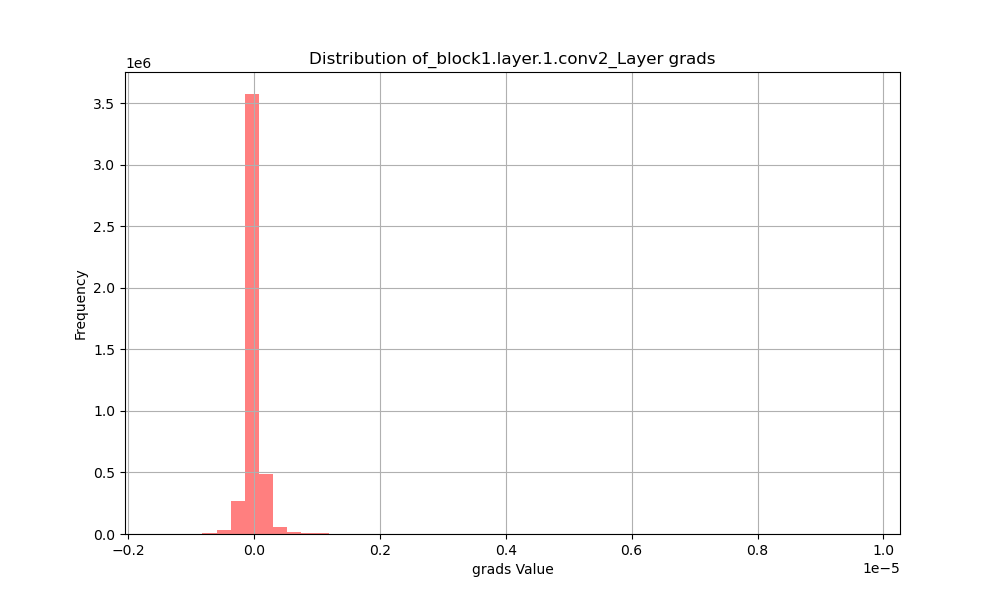 Distribution of_block1.layer.1.conv2_Layer grads
1e6
3.5
3.0
2.5
2.0
1.5
1.0
0.5
0.0
Frequency
−0.2 0.0 0.2 0.4 0.6 0.8 1.0
1e−5
grads Value